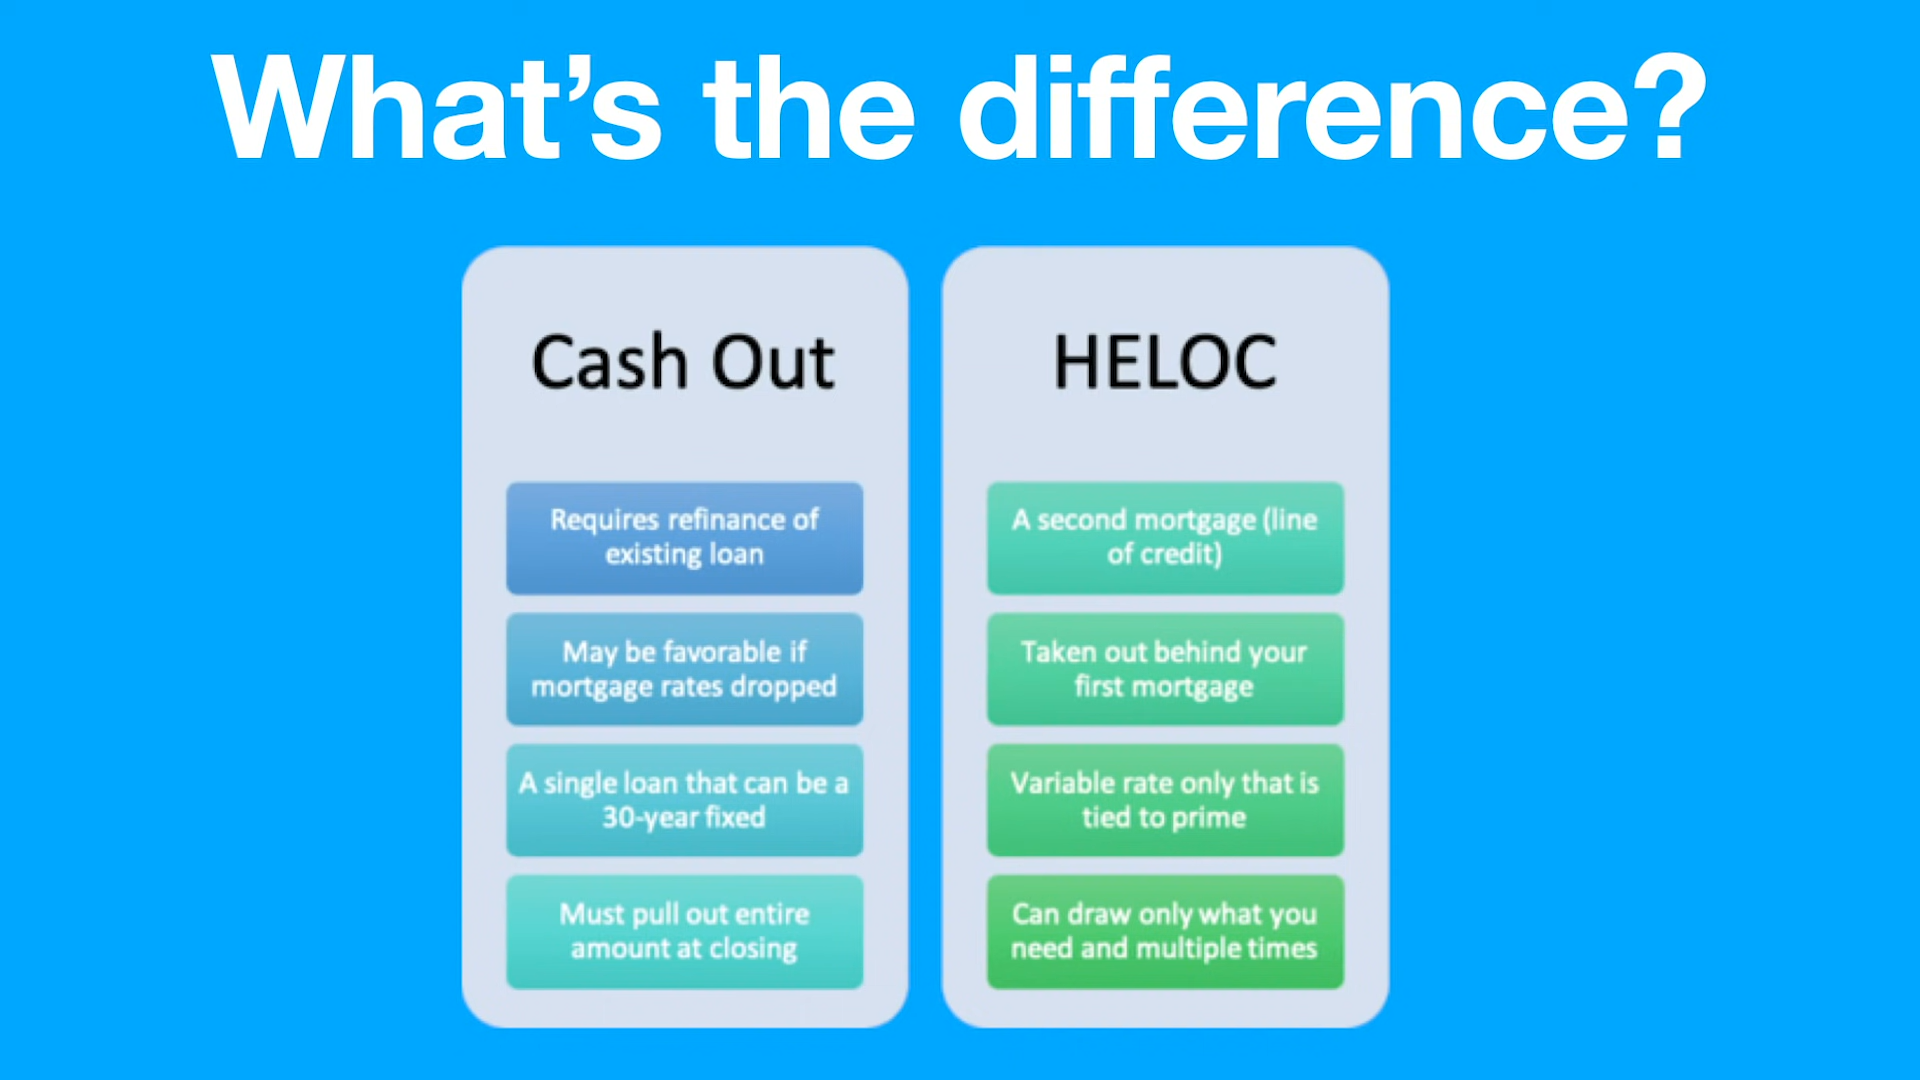 What's the difference?
Cash Out
Requires refinance of
existing loan
May be favorable if
mortgage rates dropped
A single loan that can be a
30-year fixed
Must pull out entire
amount at closing
HELOC
A second mortgage (line
of credit)
Taken out behind your
first mortgage
Variable rate only that is
tied to prime
Can draw only what you
need and multiple times